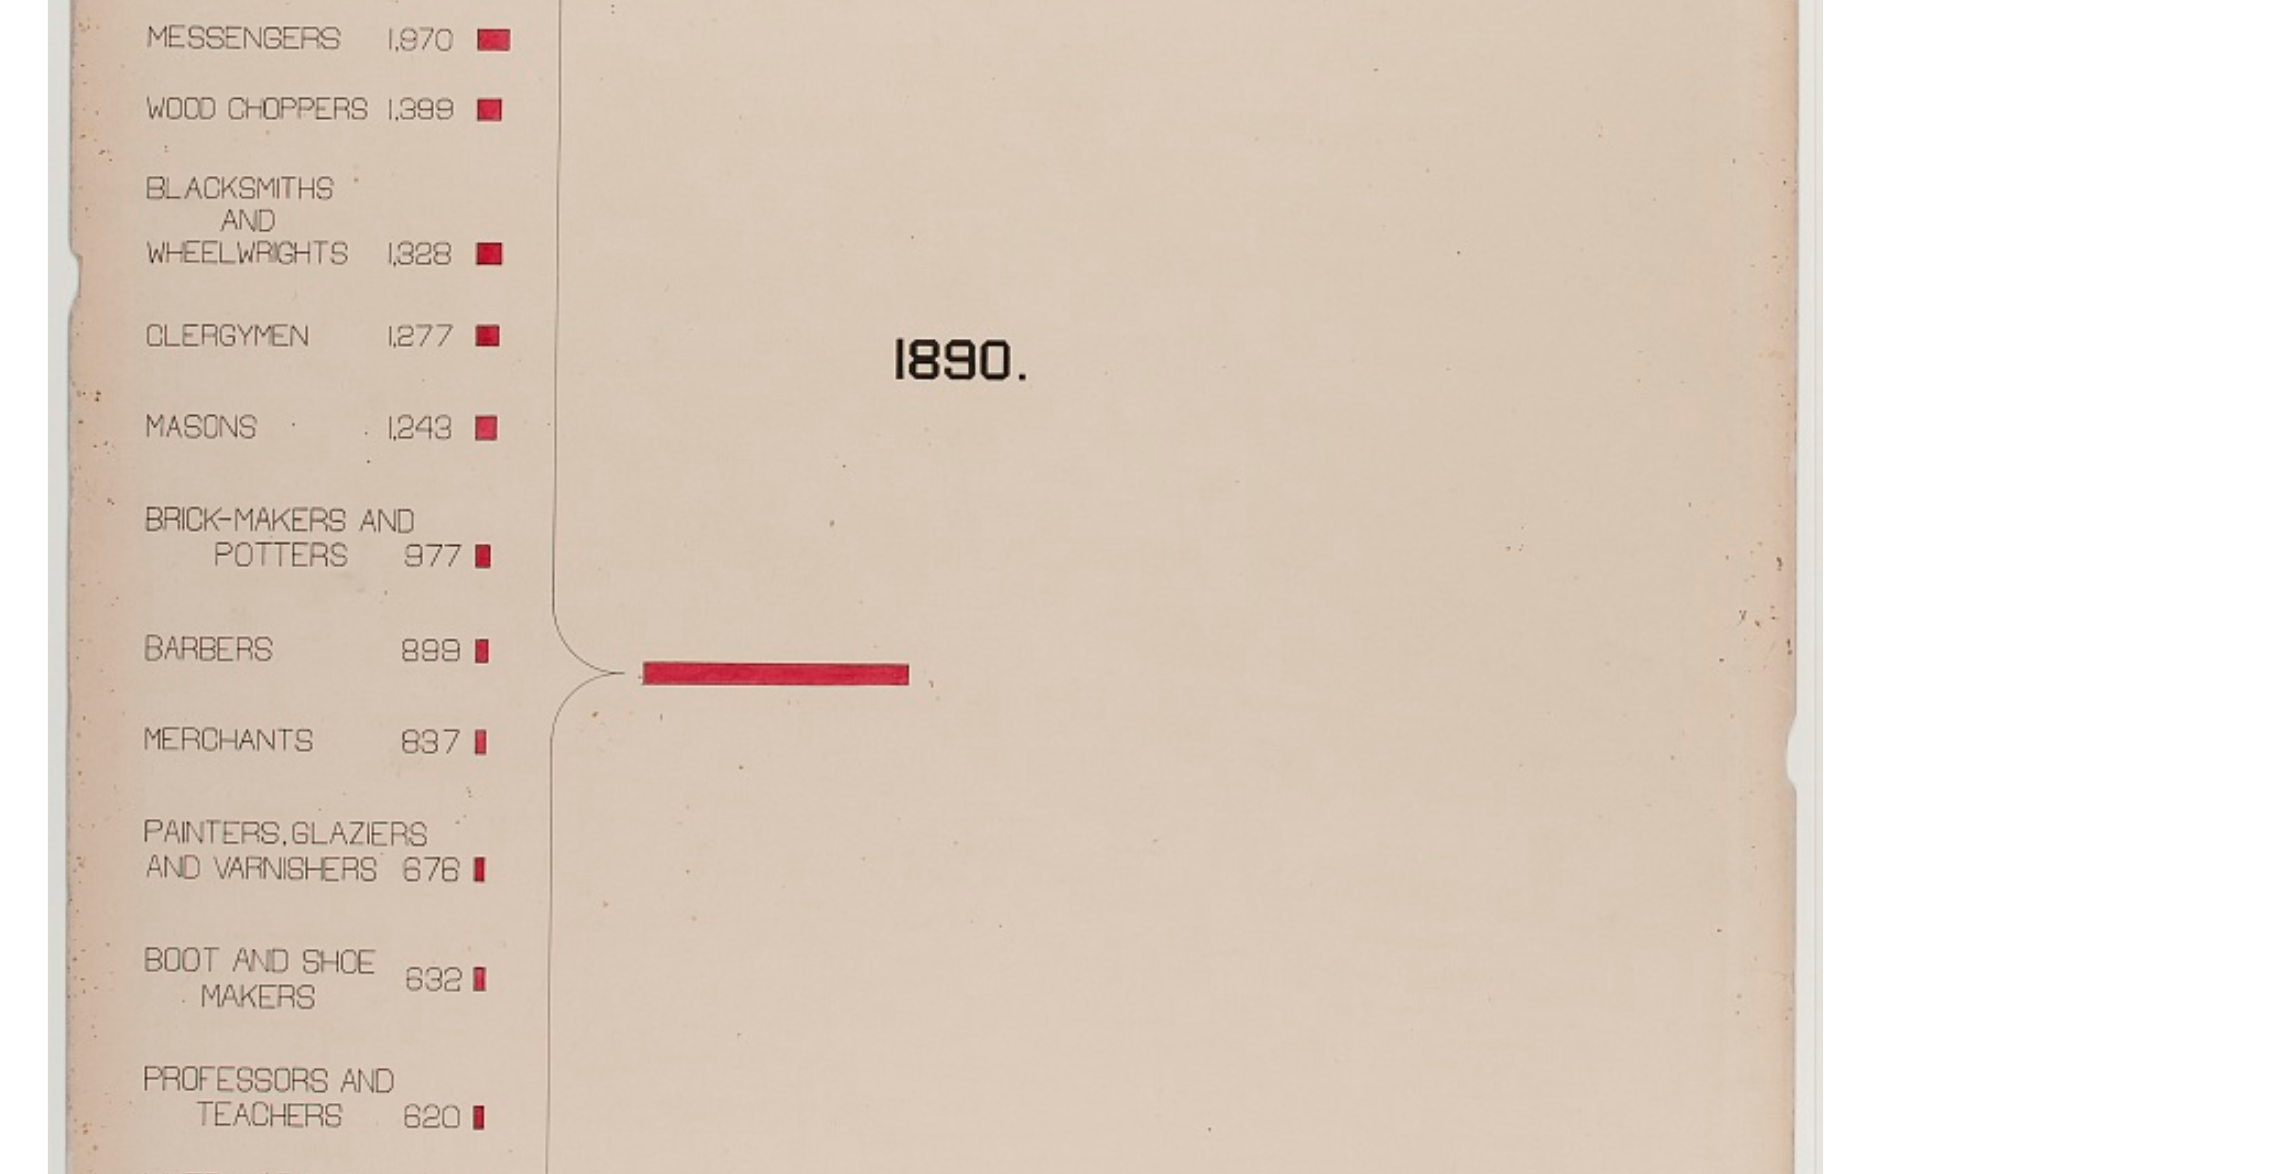 MESSENGERS 1,970
WOOD CHOPPERS 1,399
BLACKSMITHS
AND
WHEELWRIGHTS 1,328
CLERGYMEN 1,277
1890.
MASONS 1,243
BRICK-MAKERS AND
POTTERS 977
BARBERS 899
MERCHANTS 837
PAINTERS, GLAZIERS
AND VARNISHERS 676
BOOT AND SHOE
MAKERS 632
PROFESSORS AND
TEACHERS 620